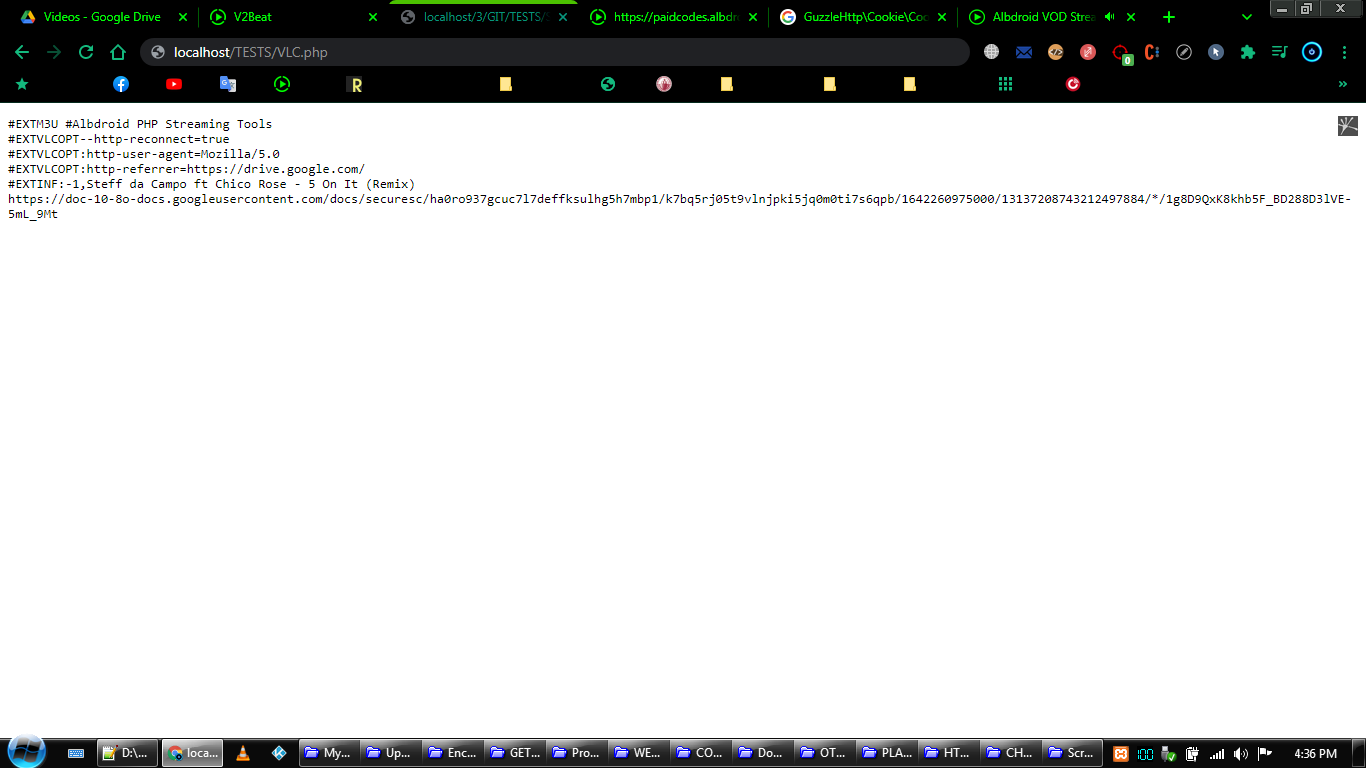 Videos - Google Drive
V2Beat
localhost/3/GIT/TESTS/
https://paidcodes.albdr
GuzzleHttp\Cookie\Coo
Albdroid VOD Strea
localhost/TESTS/VLC.php
0
R
#EXTM3U #Albdroid PHP Streaming Tools
#EXTVLCOPT--http-reconnect=true
#EXTVLCOPT:http-user-agent=Mozilla/5.0
#EXTVLCOPT:http-referrer=https://drive.google.com/
#EXTINF:-1,Steff da Campo ft Chico Rose - 5 On It (Remix)
https://doc-10-8o-docs.googleusercontent.com/docs/securesc/ha0ro937gcuc7l7deffksulhg5h7mbp1/k7bq5rj05t9vlnjpki5jq0m0ti7s6qpb/1642260975000/13137208743212497884/*/1g8D9QxK8khb5F_BD288D3lVE-
5mL_9Mt
D:\...
loca...
My...
Up...
Enc...
GET...
Pro...
WE...
CO...
Do...
OT...
PLA...
HT...
CH...
Scr...
100
4:36 PM